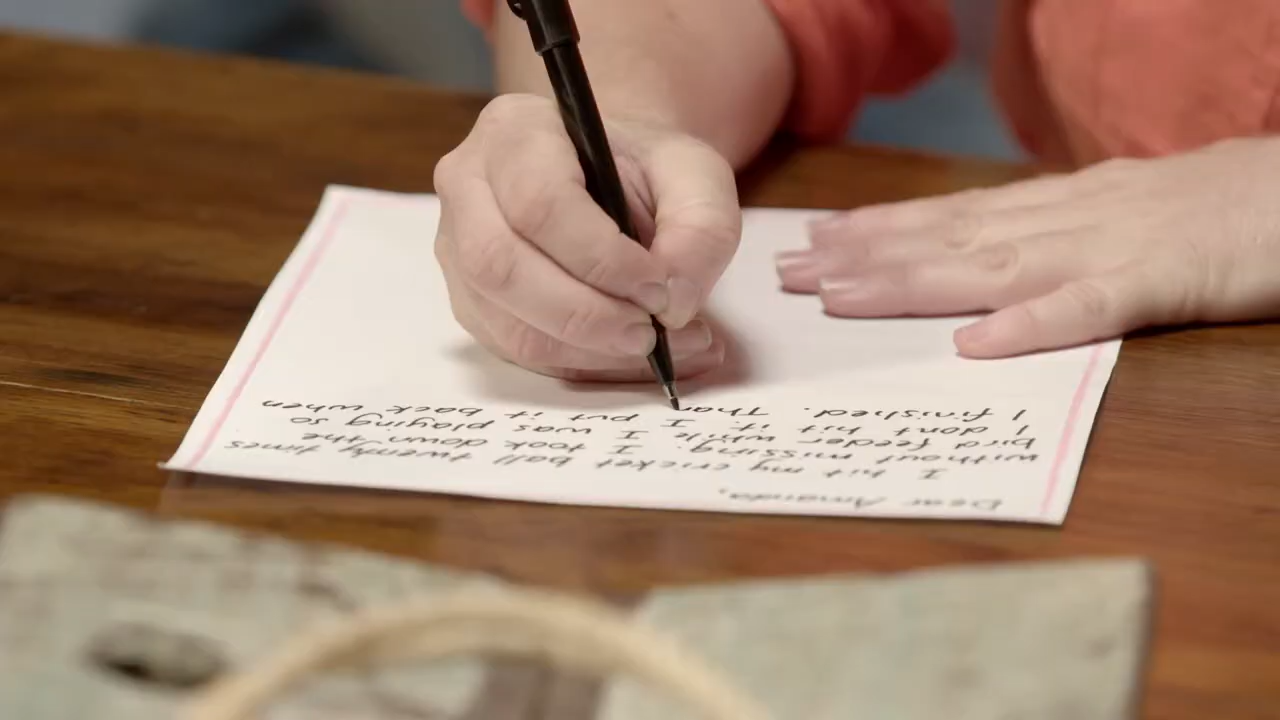 Dear Amanda,
I hit my cricket ball twenty times
without missing. I took down the
bird feeder while I was playing so
I dont hit it. I put it back when
I finished. Than